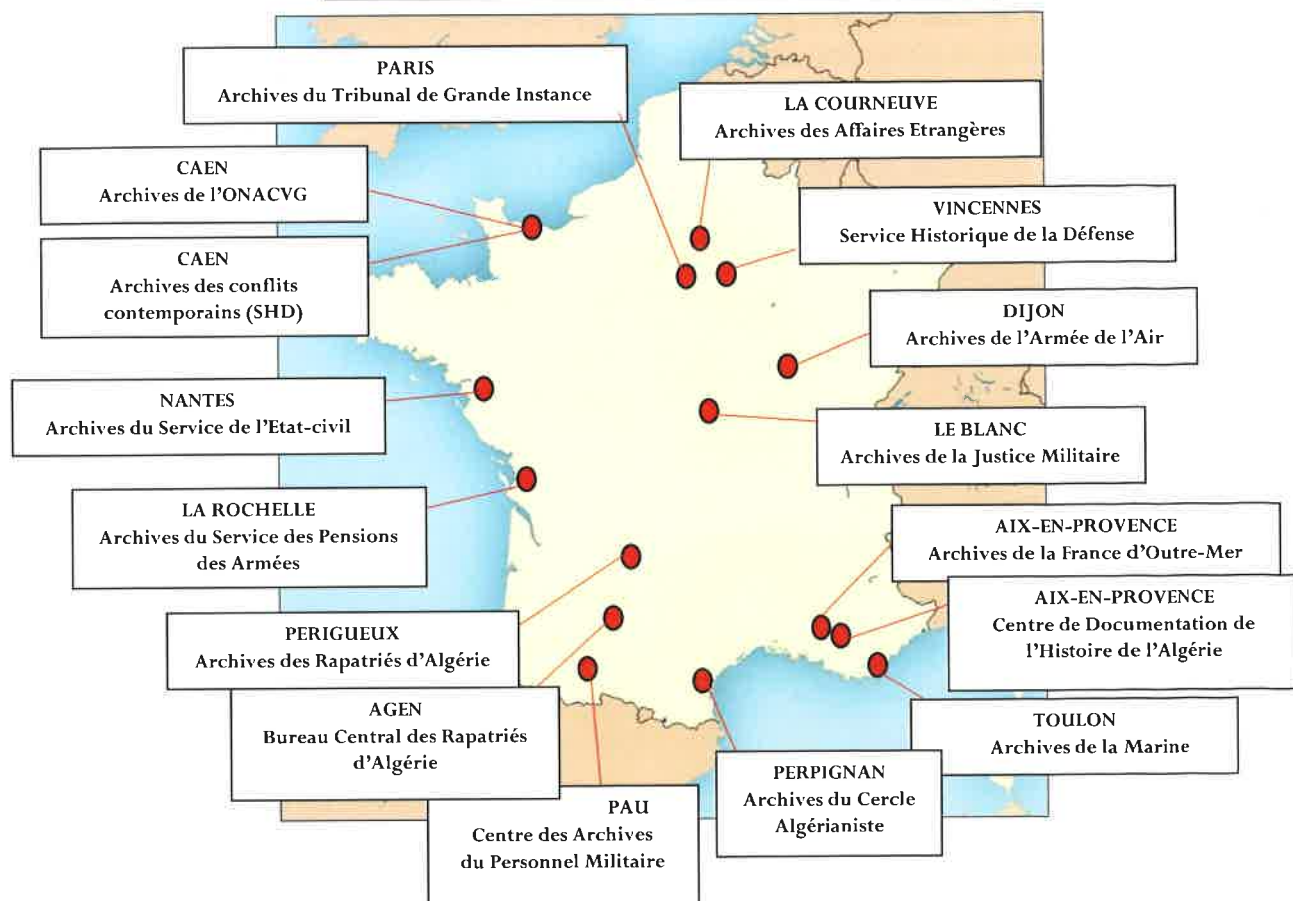 PARIS
Archives du Tribunal de Grande Instance
LA COURNEUVE
Archives des Affaires Etrangères
CAEN
Archives de l'ONACVG
VINCENNES
Service Historique de la Défense
CAEN
Archives des conflits
contemporains (SHD)
DIJON
Archives de l'Armée de l'Air
NANTES
Archives du Service de l'Etat-civil
LE BLANC
Archives de la Justice Militaire
LA ROCHELLE
Archives du Service des Pensions
des Armées
AIX-EN-PROVENCE
Archives de la France d'Outre-Mer
AIX-EN-PROVENCE
Centre de Documentation de
l'Histoire de l'Algérie
PERIGUEUX
Archives des Rapatriés d'Algérie
AGEN
Bureau Central des Rapatriés
d'Algérie
TOULON
Archives de la Marine
PERPIGNAN
Archives du Cercle
Algérianiste
PAU
Centre des Archives
du Personnel Militaire